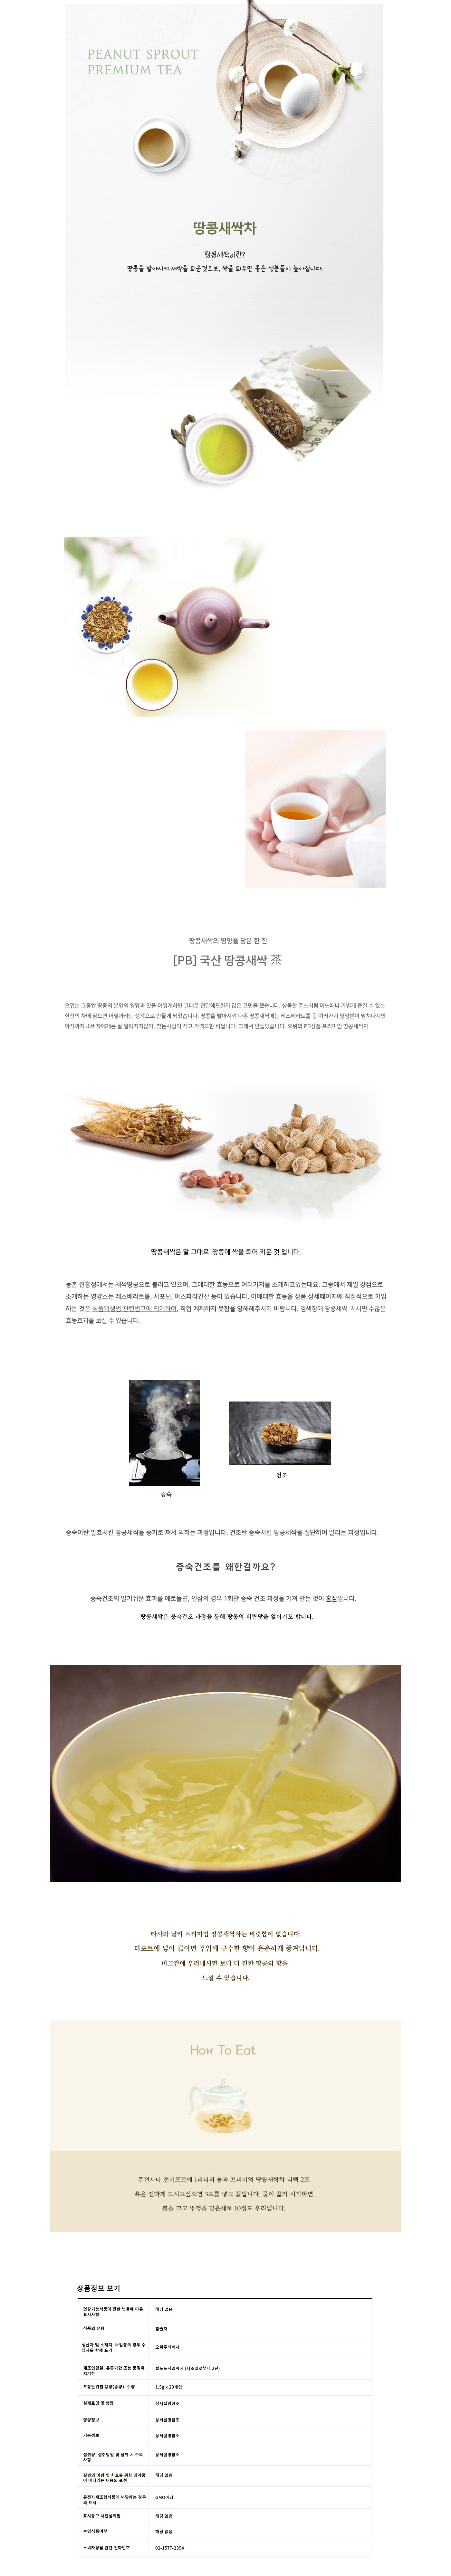 PEANUT SPROUT
PREMIUM TEA
땅콩새싹차
땅콩새싹이란?
땅콩을 발아시켜 새싹을 틔운것으로, 싹을 틔우면 좋은 성분들이 높아집니다.
땅콩새싹의 영양을 담은 한 잔
[PB] 국산 땅콩새싹 茶
오위는 그동안 땅콩의 본연의 영양과 맛을 어떻게하면 그대로 전달해드릴지 많은 고민을 했습니다. 상큼한 주스처럼 어느때나 가볍게 즐길 수 있는
한잔의 차에 담으면 어떨까라는 생각으로 만들게 되었습니다. 땅콩을 발아시켜 나온 땅콩새싹에는 레스베라트롤 등 여러가지 영양분이 넘쳐나지만
아직까지 소비자에게는 잘 알려지지않아, 찾는사람이 적고 가격또한 비쌉니다. 그래서 만들었습니다. 오위의 PB상품 프리미엄 땅콩새싹차
땅콩새싹은 말 그대로 땅콩에 싹을 틔어 키운 것 입니다.
농촌 진흥청에서는 새싹땅콩으로 불리고 있으며, 그에대한 효능으로 여러가지를 소개하고있는데요. 그중에서 제일 강점으로
소개하는 영양소는 레스베라트롤, 사포닌, 아스파라긴산 등이 있습니다. 이에대한 효능을 상품 상세페이지에 직접적으로 기입
하는 것은 식품위생법 관련법규에 의거하여, 직접 게제하지 못함을 양해해주시기 바랍니다. 검색창에 땅콩새싹 치시면 수많은
효능효과를 보실 수 있습니다.
증숙
건조
증숙이란 발효시킨 땅콩새싹을 증기로 쪄서 익히는 과정입니다. 건조란 증숙시킨 땅콩새싹을 절단하여 말리는 과정입니다.
증숙건조를 왜한걸까요?
증숙건조의 알기쉬운 효과를 예로들면, 인삼의 경우 1회만 증숙 건조 과정을 거쳐 만든 것이 홍삼입니다.
땅콩새싹은 증숙건조 과정을 통해 땅콩의 비린맛을 없어기도 합니다.
타사와 달리 프리미엄 땅콩새싹차는 비릿함이 없습니다.
티포트에 넣어 끓이면 주위에 구수한 향이 은은하게 풍겨납니다.
머그잔에 우려내시면 보다 더 진한 땅콩의 향을
느낄 수 있습니다.
How To Eat
주전자나 전기포트에 1리터의 물과 프리미엄 땅콩새싹차 티백 2포
혹은 진하게 드시고싶으면 3포를 넣고 끓입니다. 물이 끓기 시작하면
불을 끄고 뚜껑을 닫은채로 10정도 우려냅니다.
상품정보 보기
건강기능식품에 관한 법률에 따른
표시사항
해당 없음
식품의 유형
침출차
생산자 및 소재지, 수입품의 경우 수
입자를 함께 표기
오위주식회사
제조연월일, 유통기한 또는 품질유
지기한
별도표시일까지 (제조일로부터 2년)
포장단위별 용량(중량), 수량
1.5g x 20개입
원재료명 및 함량
상세설명참조
영양정보
상세설명참조
기능정보
상세설명참조
섭취량, 섭취방법 및 섭취 시 주의
사항
상세설명참조
질병의 예방 및 치료를 위한 의약품
이 아니라는 내용의 표현
해당 없음
유전자재조합식품에 해당하는 경우
의 표시
GMO아님
표시광고 사전심의필
해당 없음
수입식품여부
해당 없음
소비자상담 관련 전화번호
02-1577-2354